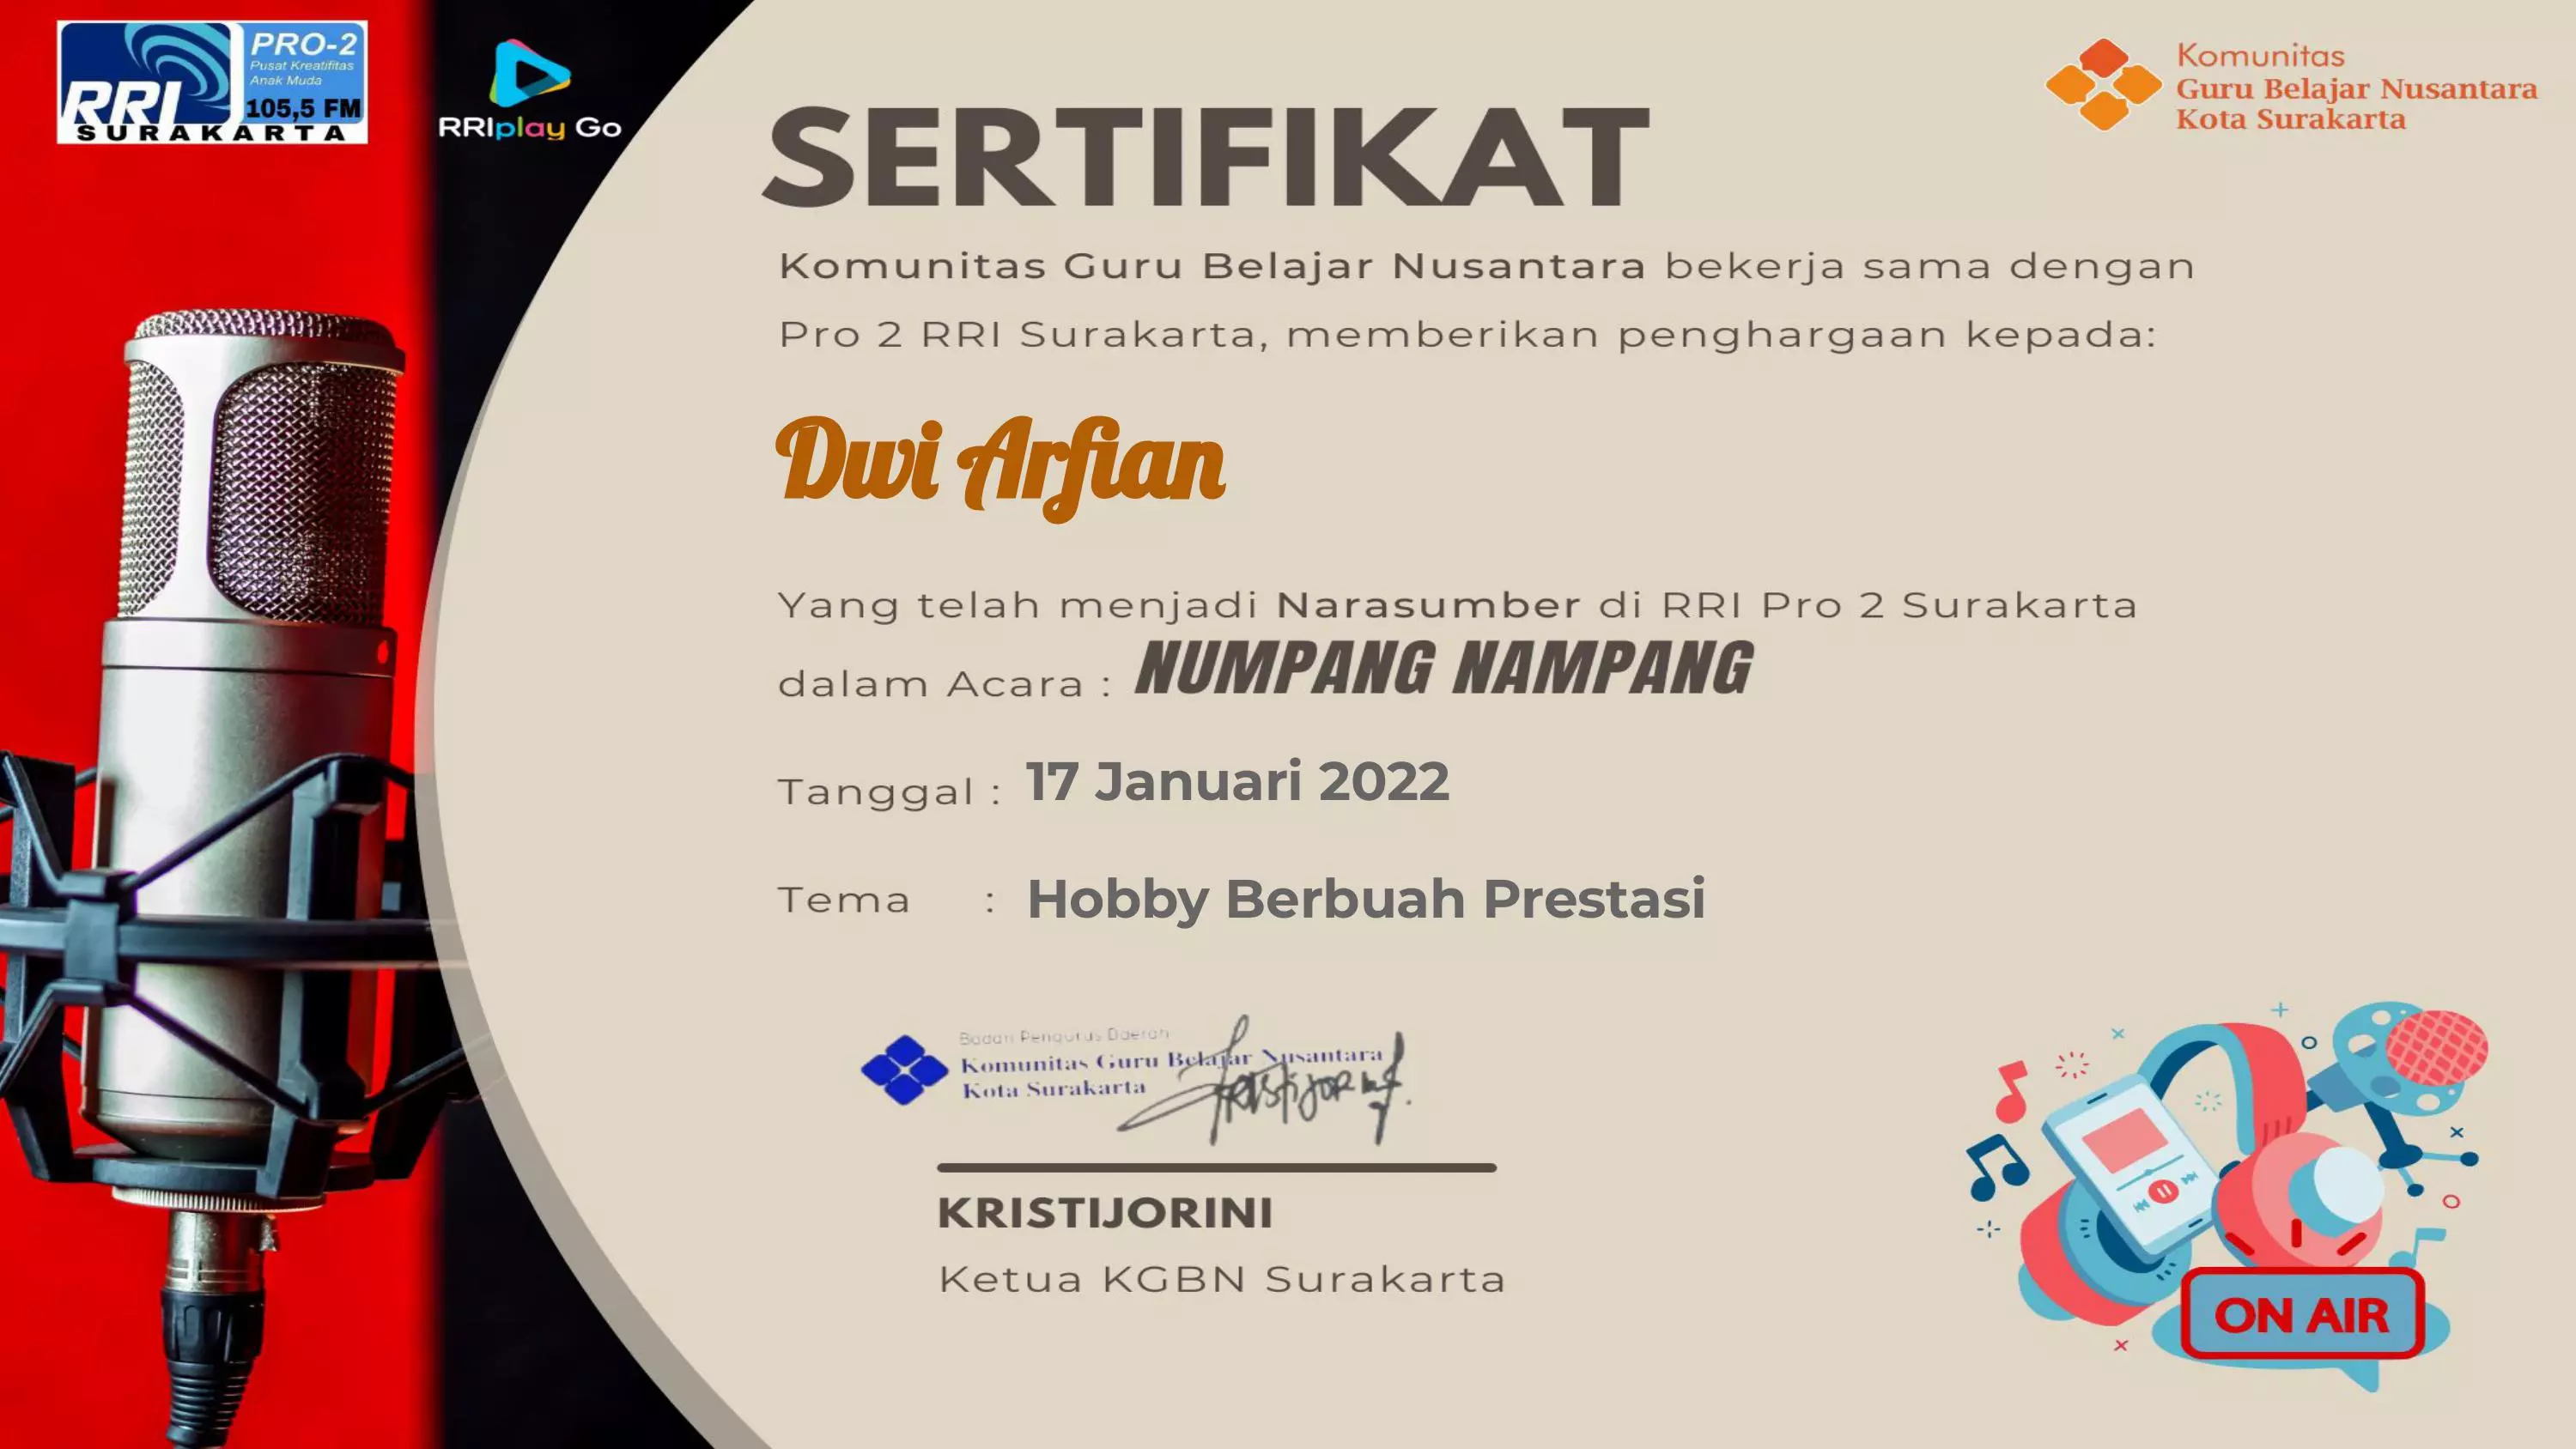 RRI
SURAKARTA
PRO-2
Pusat Kreatifitas
Anak Muda
105,5 FM
RRIplay Go
Komunitas
Guru Belajar Nusantara
Kota Surakarta
SERTIFIKAT
Komunitas Guru Belajar Nusantara bekerja sama dengan
Pro 2 RRI Surakarta, memberikan penghargaan kepada:
Dwi Arfian
Yang telah menjadi Narasumber di RRI Pro 2 Surakarta
dalam Acara : NUMPANG NAMPANG
Tanggal : 17 Januari 2022
Tema : Hobby Berbuah Prestasi
Badan Pengurus Daerah
Komunitas Guru Belajar Nusantara
Kota Surakarta
Kristijorini
KRISTIJORINI
Ketua KGBN Surakarta
ON AIR